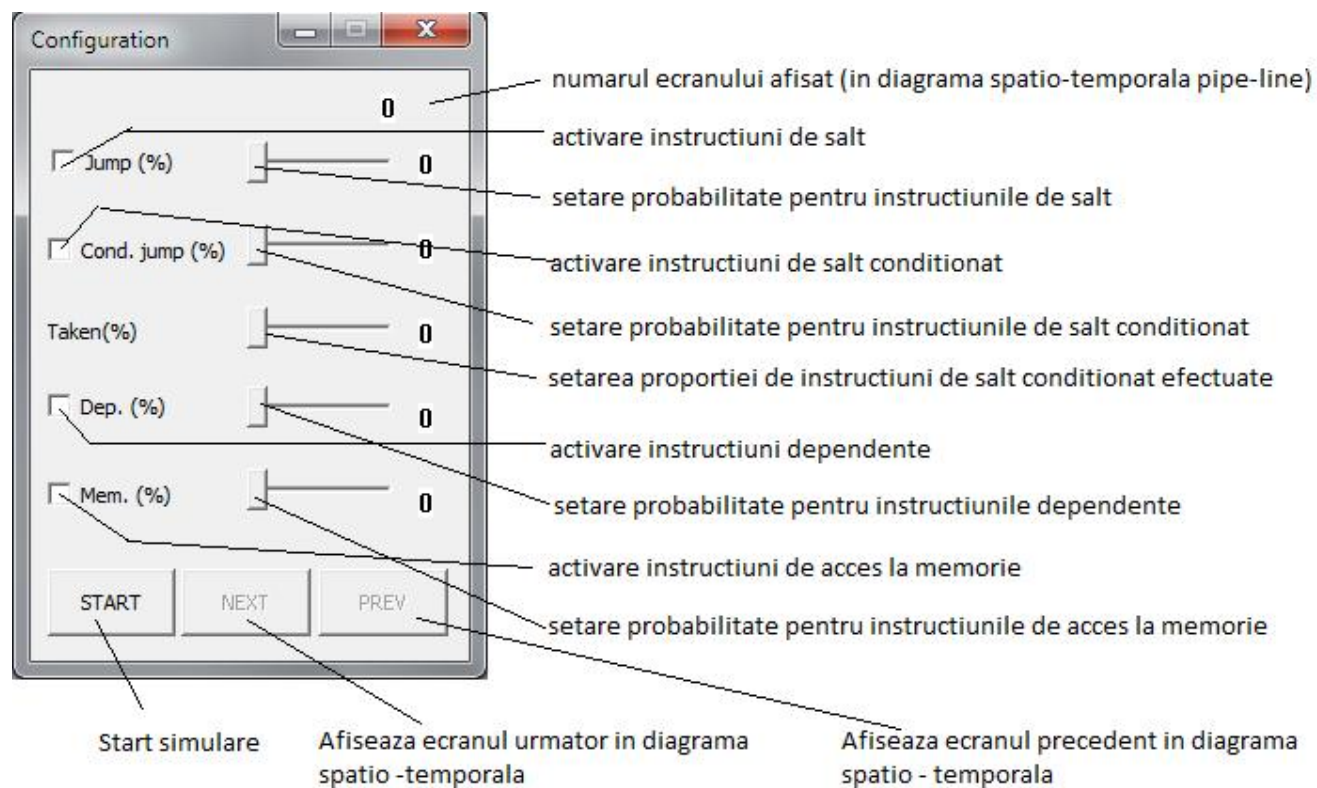 Configuration
0
numarul ecranului afisat (in diagrama spatio-temporala pipe-line)
activare instructiuni de salt
Jump (%)
0
setare probabilitate pentru instructiunile de salt
Cond. jump (%)
0
activare instructiuni de salt conditionat
Taken(%)
0
setare probabilitate pentru instructiunile de salt conditionat
setarea proportiei de instructiuni de salt conditionat efectuate
Dep. (%)
0
activare instructiuni dependente
Mem. (%)
0
setare probabilitate pentru instructiunile dependente
activare instructiuni de acces la memorie
START
NEXT
PREV
setare probabilitate pentru instructiunile de acces la memorie
Start simulare
Afiseaza ecranul urmator in diagrama
spatio -temporala
Afiseaza ecranul precedent in diagrama
spatio - temporala